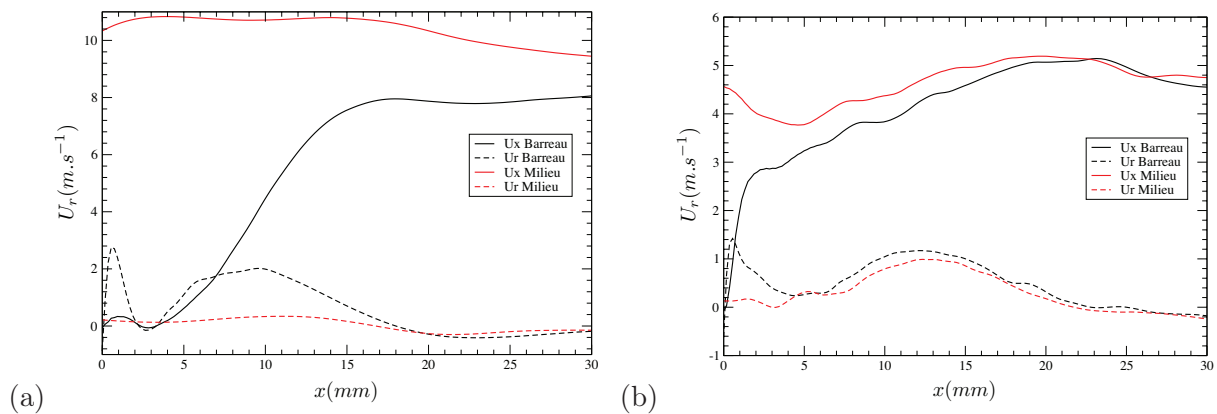 10
8
6
4
2
0
U_r(m.s^{-1})
Ux Barreau
Ur Barreau
Ux Milieu
Ur Milieu
0 5 10 15 20 25 30
x(mm)
(a)
6
5
4
3
2
1
0
-1
U_r(m.s^{-1})
Ux Barreau
Ur Barreau
Ux Milieu
Ur Milieu
0 5 10 15 20 25 30
x(mm)
(b)